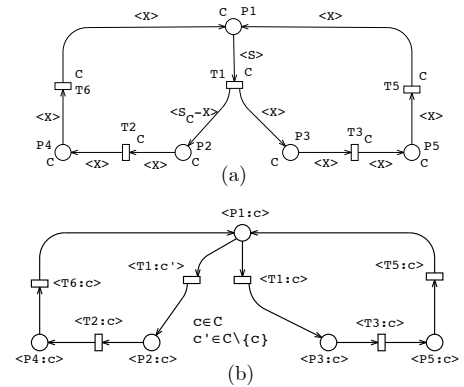 <X> C P1 <X>
<S>
C T1 C C
T6 T5
<S
C
-X> <X>
<X> <X>
P4 T2 P2 P3 T3 P5
C C
C <X> <X> C C <X> <X> C
(a)
<P1:c>
<T1:c'> <T5:c>
<T6:c> <T1:c>
<T2:c> c∈C <T3:c>
c'∈C\{c}
<P4:c> <P2:c> <P3:c> <P5:c>
(b)